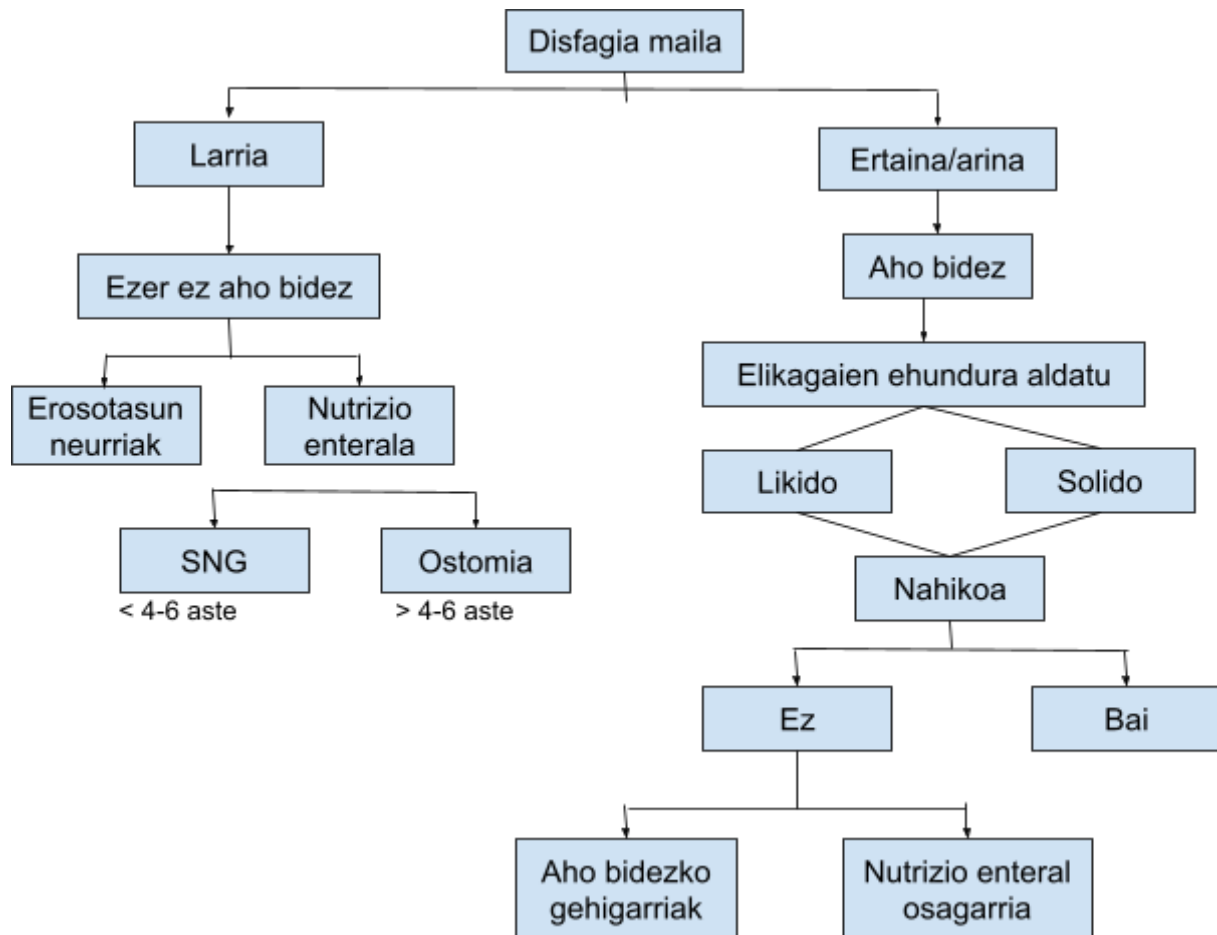 Disfagia maila
Larria
Ertaina/arina
Ezer ez aho bidez
Aho bidez
Erosotasun
neurriak
Nutrizio
enterala
Elikagaien ehundura aldatu
Likido
Solido
SNG
< 4-6 aste
Ostomia
> 4-6 aste
Nahikoa
Ez
Bai
Aho bidezko
gehigarriak
Nutrizio enteral
osagarria